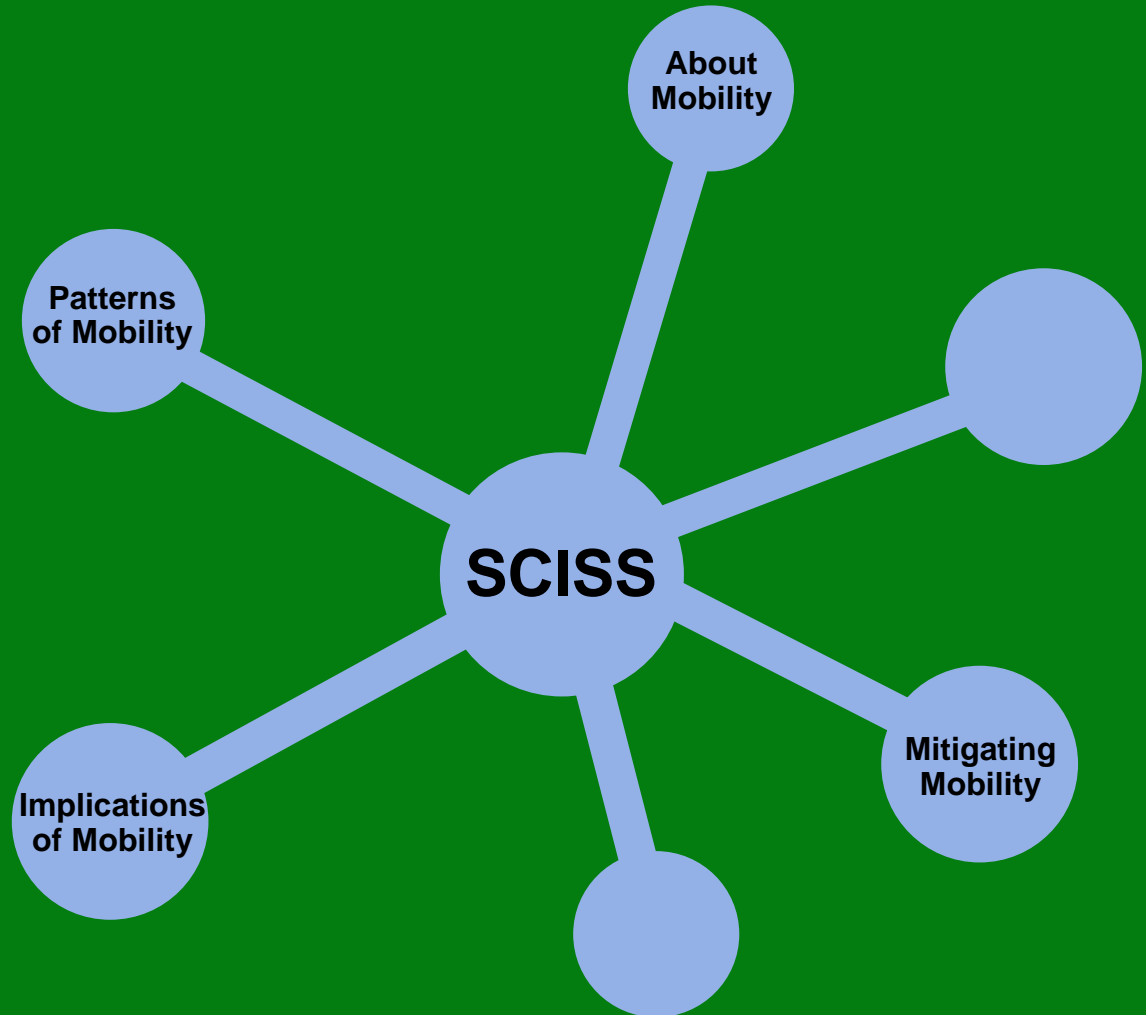 About
Mobility
Patterns
of Mobility
SCISS
Mitigating
Mobility
Implications
of Mobility